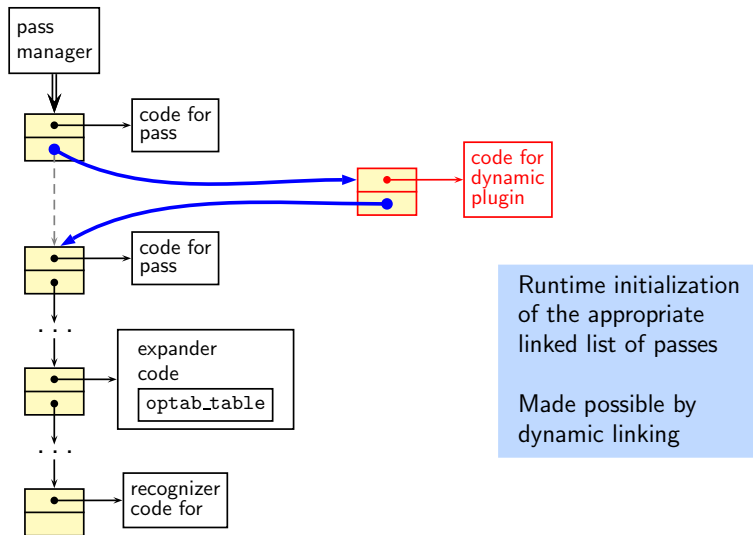 pass
manager
code for
pass
code for
dynamic
plugin
code for
pass
. . .
expander
code
optab_table
. . .
recognizer
code for
Runtime initialization
of the appropriate
linked list of passes
Made possible by
dynamic linking